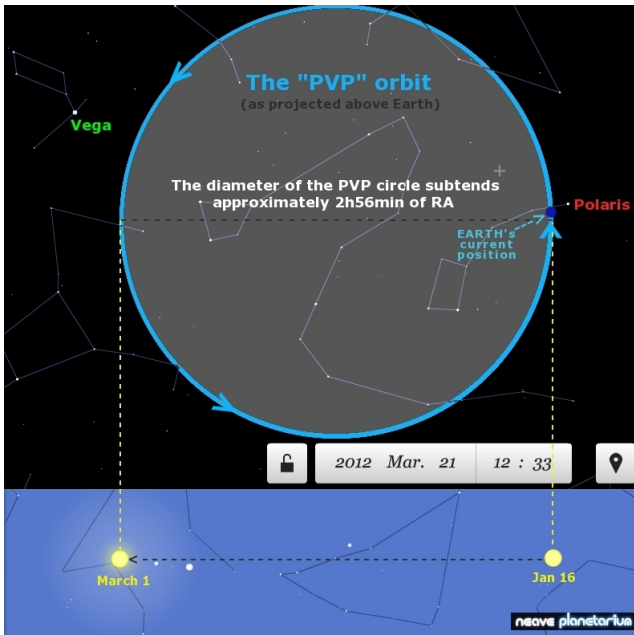 The "PVP" orbit
(as projected above Earth)
Vega
The diameter of the PVP circle subtends
approximately 2h56min of RA
Polaris
EARTH's
current
position
2012 Mar. 21 12 : 33
March 1
Jan 16
neave planetarium